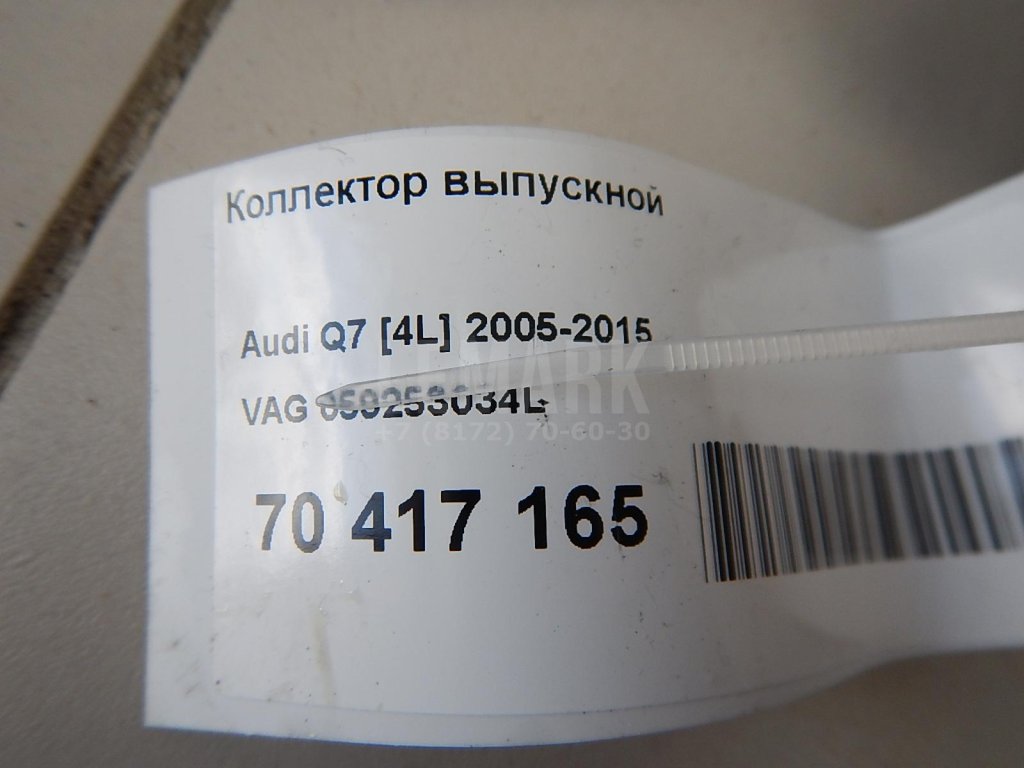 Коллектор выпускной
Audi Q7 [4L] 2005-2015
VAG 059253034L
+7 (8172) 70-60-30
70 417 165